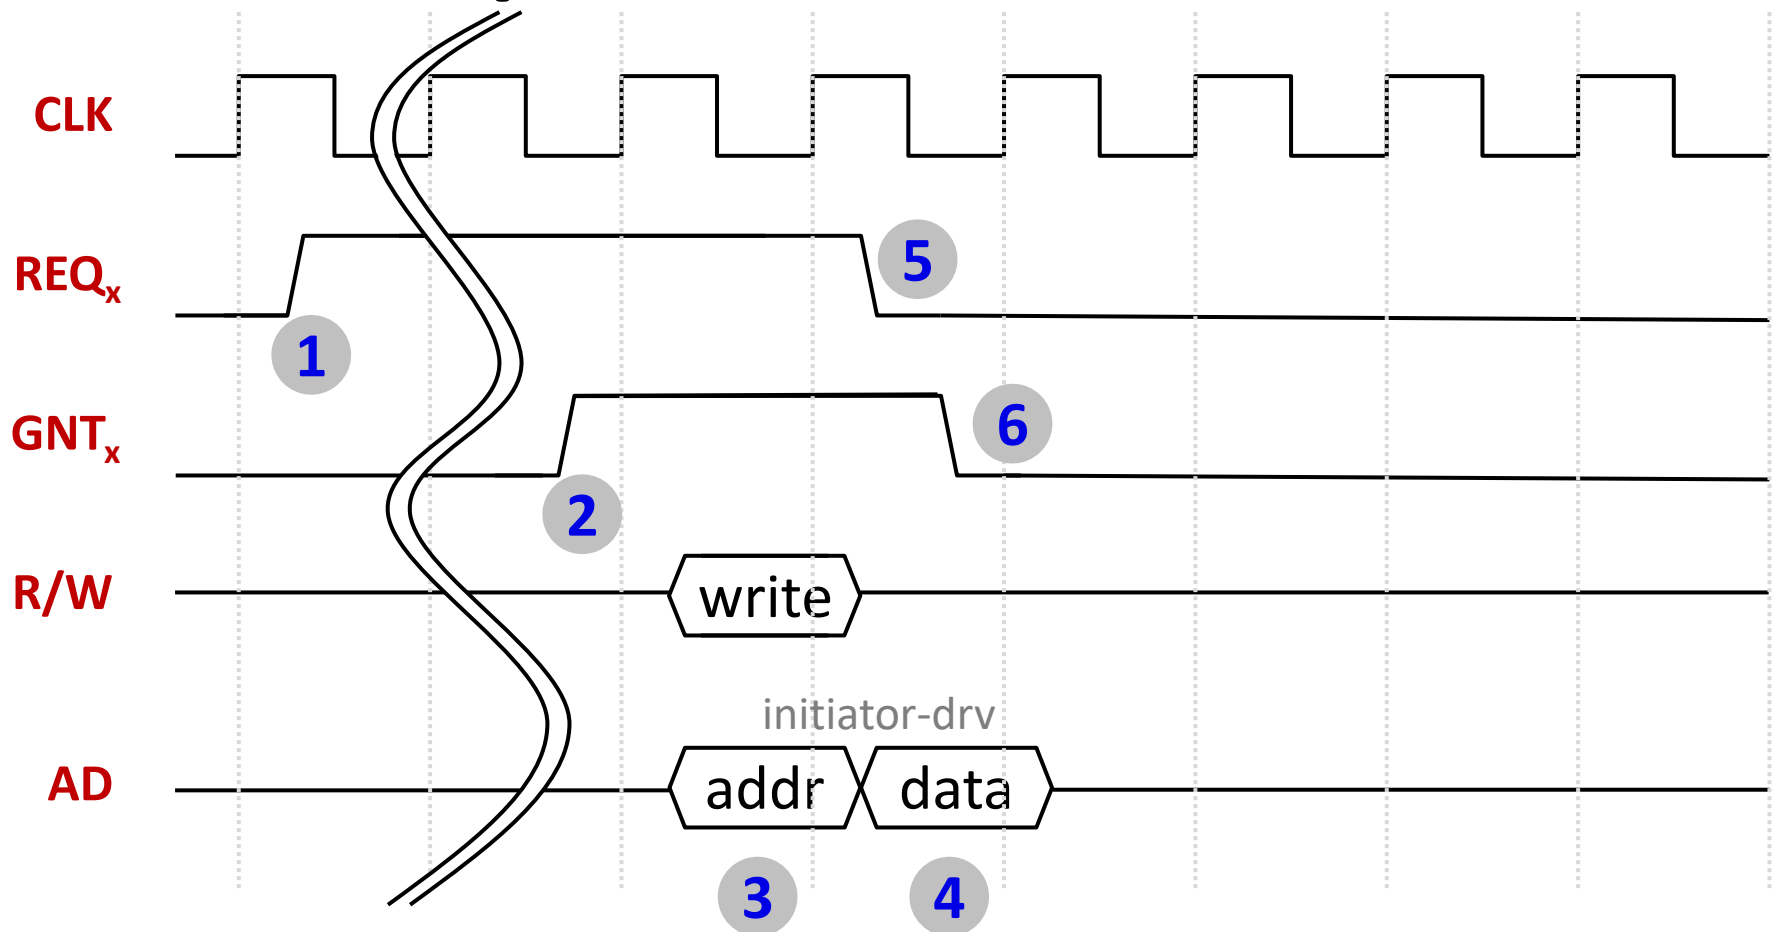 CLK
REQx
5
1
GNTx
6
2
R/W
write
initiator-drv
AD
addr
data
3
4